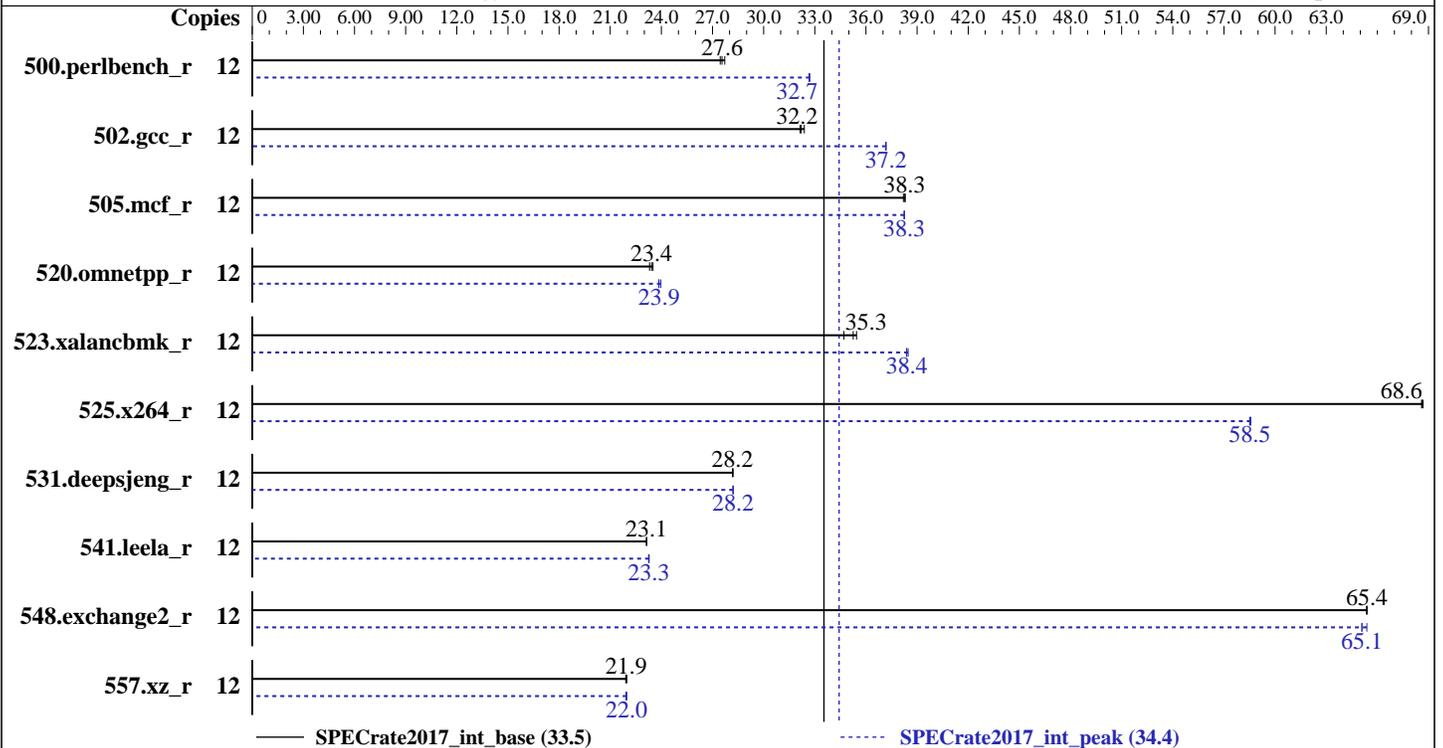 Copies 0 3.00 6.00 9.00 12.0 15.0 18.0 21.0 24.0 27.0 30.0 33.0 36.0 39.0 42.0 45.0 48.0 51.0 54.0 57.0 60.0 63.0 69.0
27.6
500.perlbench_r 12
32.7
32.2
502.gcc_r 12
37.2
38.3
505.mcf_r 12
38.3
23.4
520.omnetpp_r 12
23.9
35.3
523.xalancbmk_r 12
38.4
68.6
525.x264_r 12
58.5
28.2
531.deepsjeng_r 12
28.2
23.1
541.leela_r 12
23.3
65.4
548.exchange2_r 12
65.1
21.9
557.xz_r 12
22.0
SPECrate2017_int_base (33.5) SPECrate2017_int_peak (34.4)